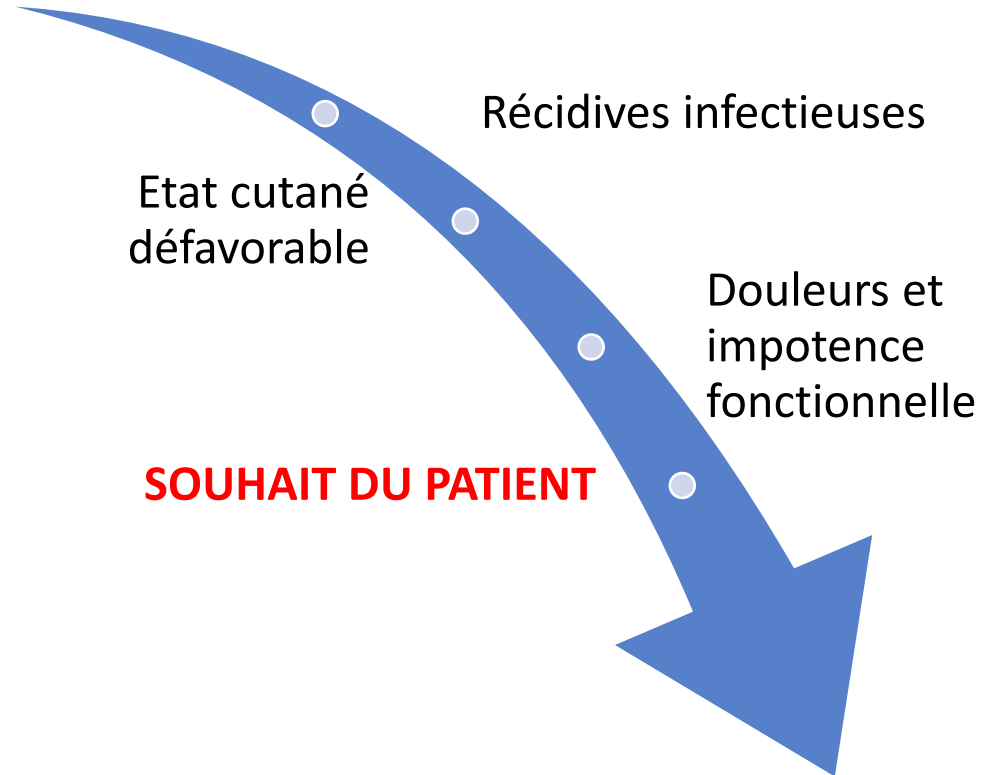 Récidives infectieuses
Etat cutané
défavorable
Douleurs et
impotence
fonctionnelle
SOUHAIT DU PATIENT